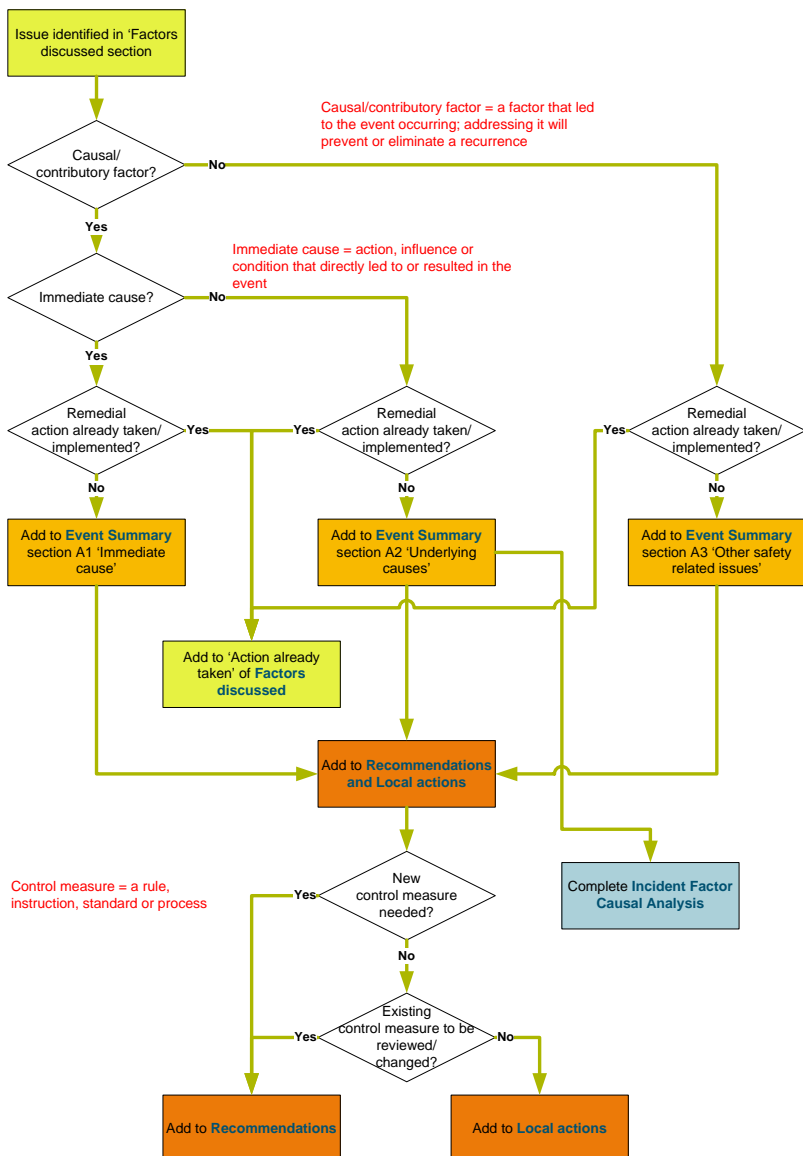 Issue identified in ‘Factors
discussed section
Causal/contributory factor = a factor that led
to the event occurring; addressing it will
prevent or eliminate a recurrence
Causal/
contributory factor?
No
Yes
Immediate cause = action, influence or
condition that directly led to or resulted in the
event
Immediate cause?
No
Yes
Remedial
action already taken/
implemented?
Yes
Yes
Remedial
action already taken/
implemented?
Yes
Remedial
action already taken/
implemented?
No
No
No
Add to Event Summary
section A1 ‘Immediate
cause’
Add to Event Summary
section A2 ‘Underlying
causes’
Add to Event Summary
section A3 ‘Other safety
related issues’
Add to ‘Action already
taken’ of Factors
discussed
Add to Recommendations
and Local actions
Control measure = a rule,
instruction, standard or process
Yes
New
control measure
needed?
Complete Incident Factor
Causal Analysis
No
Yes
Existing
control measure to be
reviewed/
changed?
No
Add to Recommendations
Add to Local actions